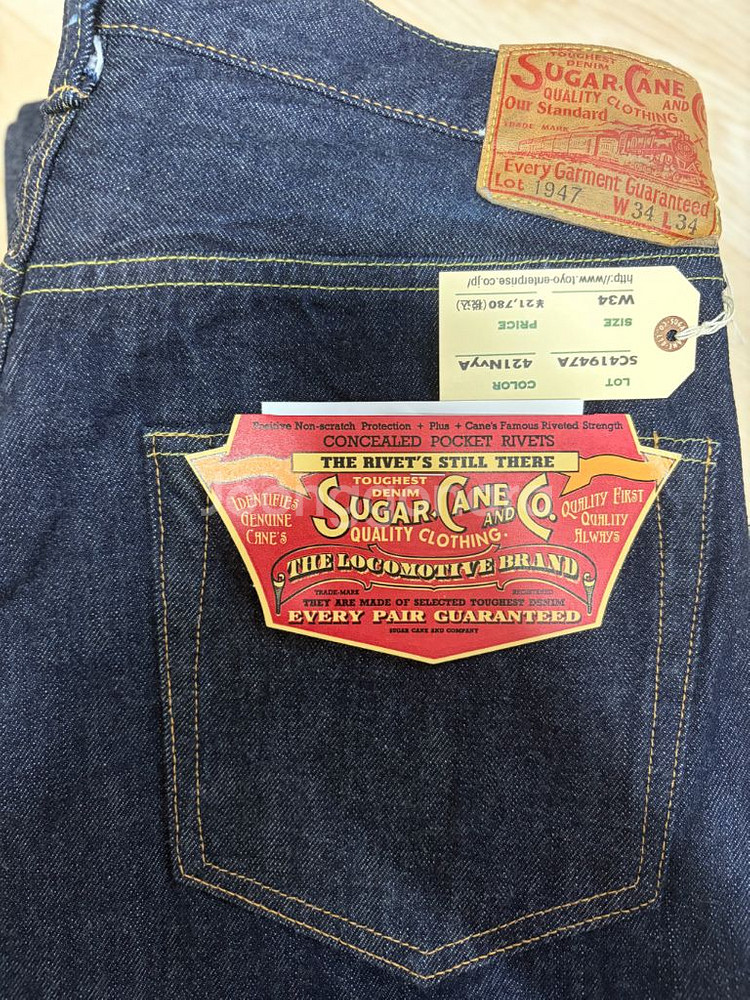 TOUGHEST
DENIM
SUGAR CANE
AND Co
QUALITY CLOTHING.
Our Standard
TRADE MARK
Every Garment Guaranteed
Lot 1947 W34 L34
LOT SC41947A
COLOR 421NvyA
SIZE W34
PRICE ¥21,780(税込)
http://www.toyo-enterprise.co.jp/
Positive Non-scratch Protection + Plus + Cane's Famous Riveted Strength
CONCEALED POCKET RIVETS
THE RIVET'S STILL THERE
IDENTIFIES
GENUINE
CANE'S
TOUGHEST
DENIM
SUGAR CANE AND Co.
QUALITY CLOTHING.
QUALITY FIRST
QUALITY
ALWAYS
THE LOCOMOTIVE BRAND
TRADE-MARK REGISTERED
THEY ARE MADE OF SELECTED TOUGHEST DENIM
EVERY PAIR GUARANTEED
SUGAR CANE AND COMPANY